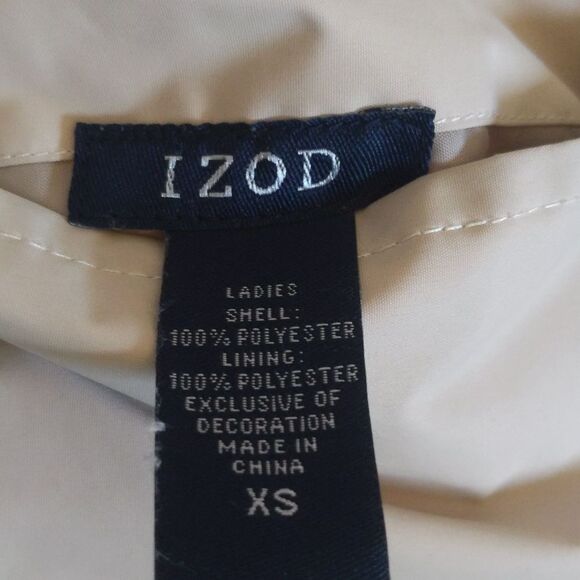 IZOD
LADIES
SHELL:
100% POLYESTER
LINING:
100% POLYESTER
EXCLUSIVE OF
DECORATION
MADE IN
CHINA
XS